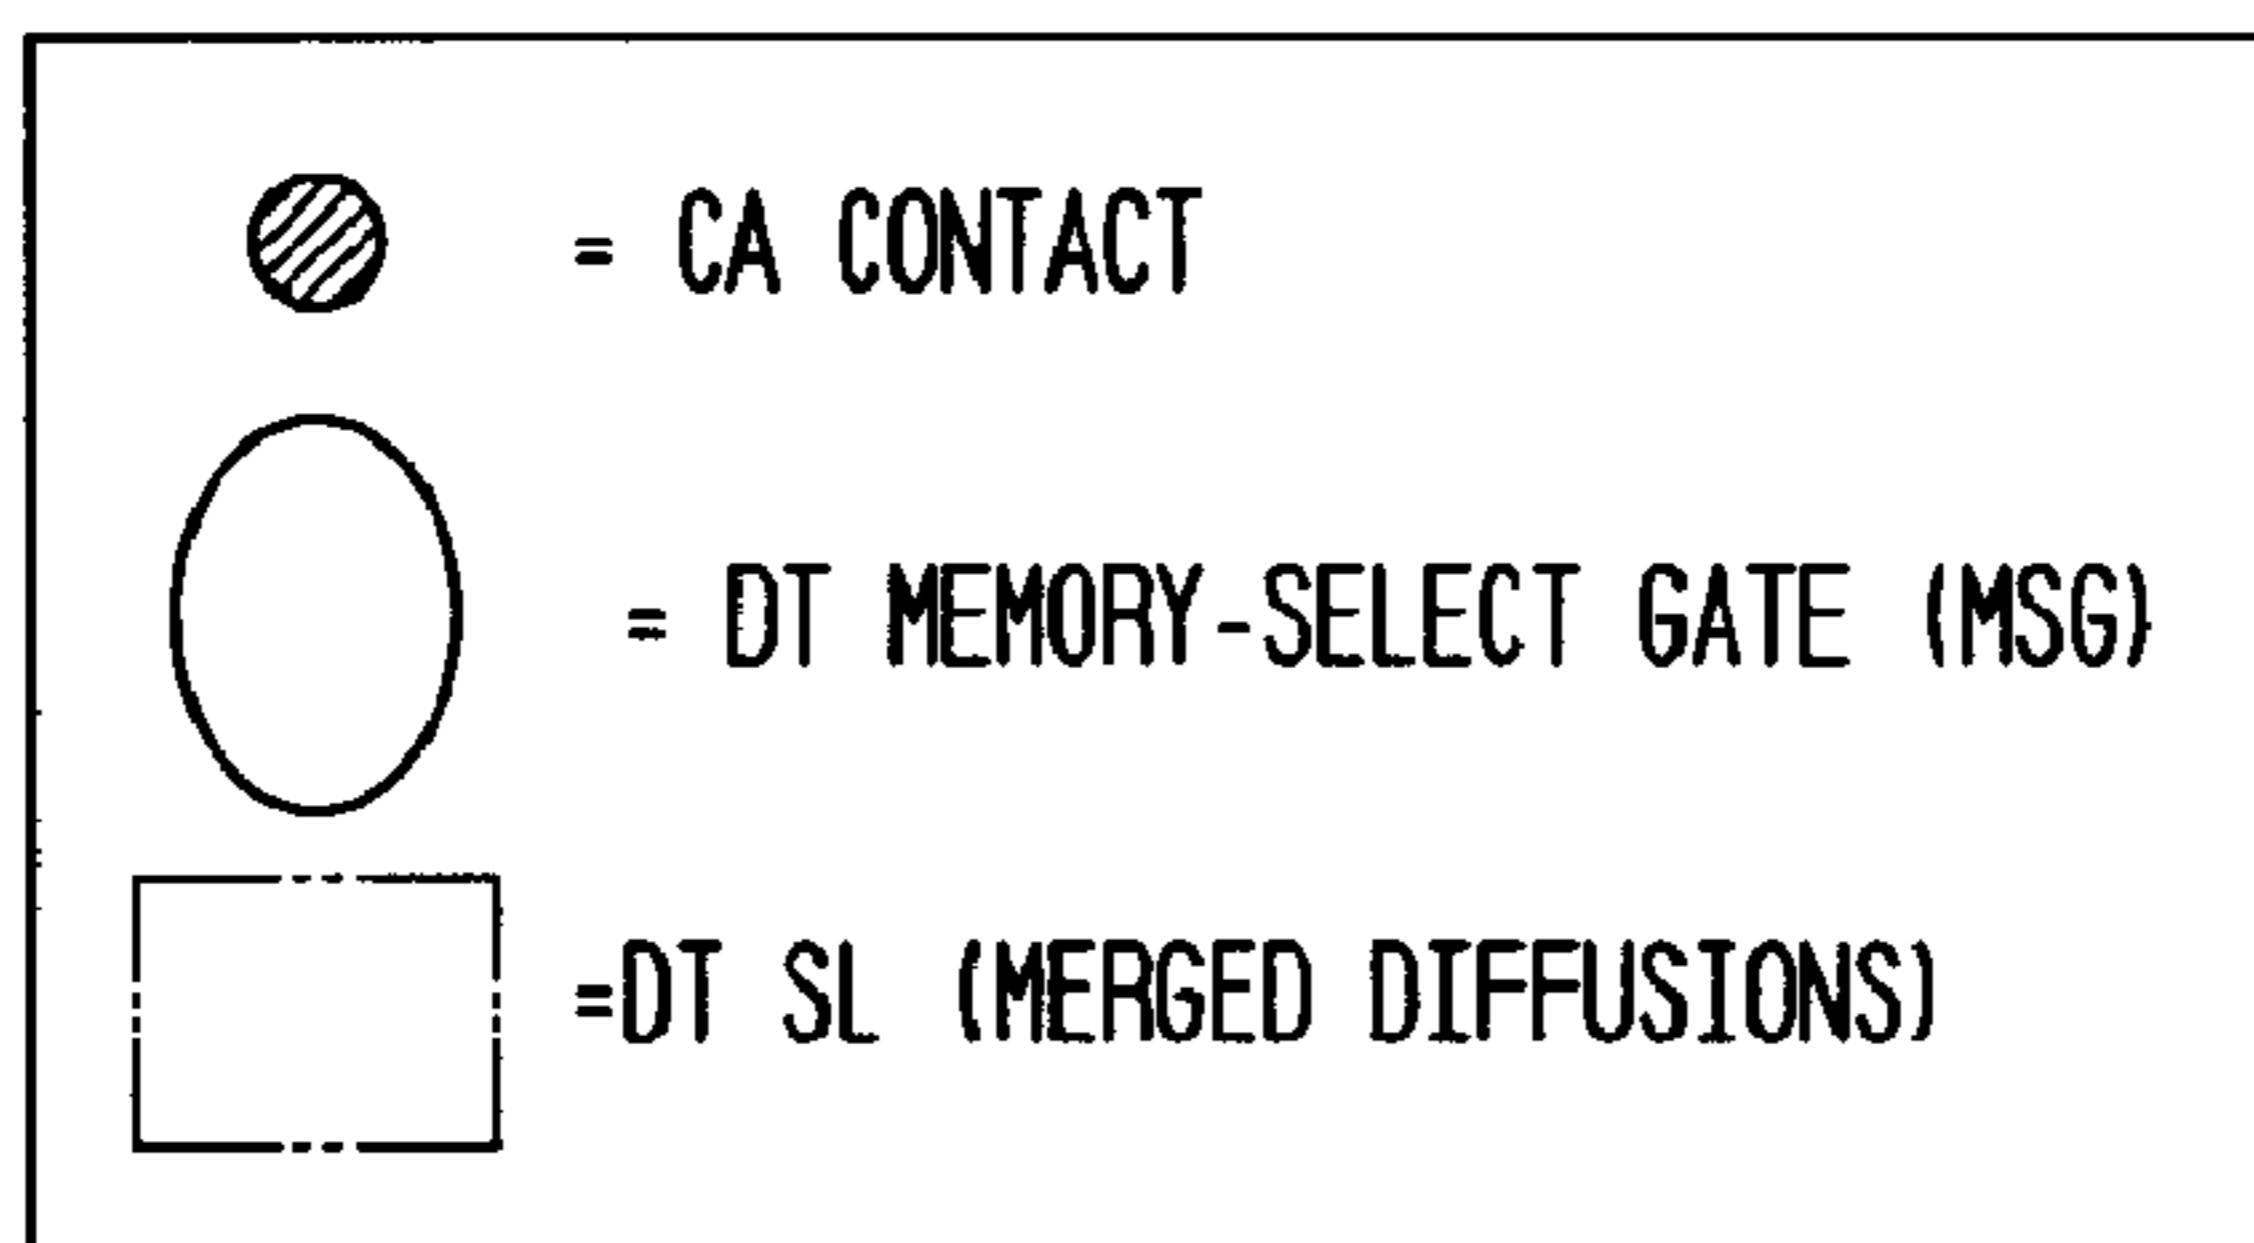 = CA CONTACT
= DT MEMORY-SELECT GATE (MSG)
=DT SL (MERGED DIFFUSIONS)